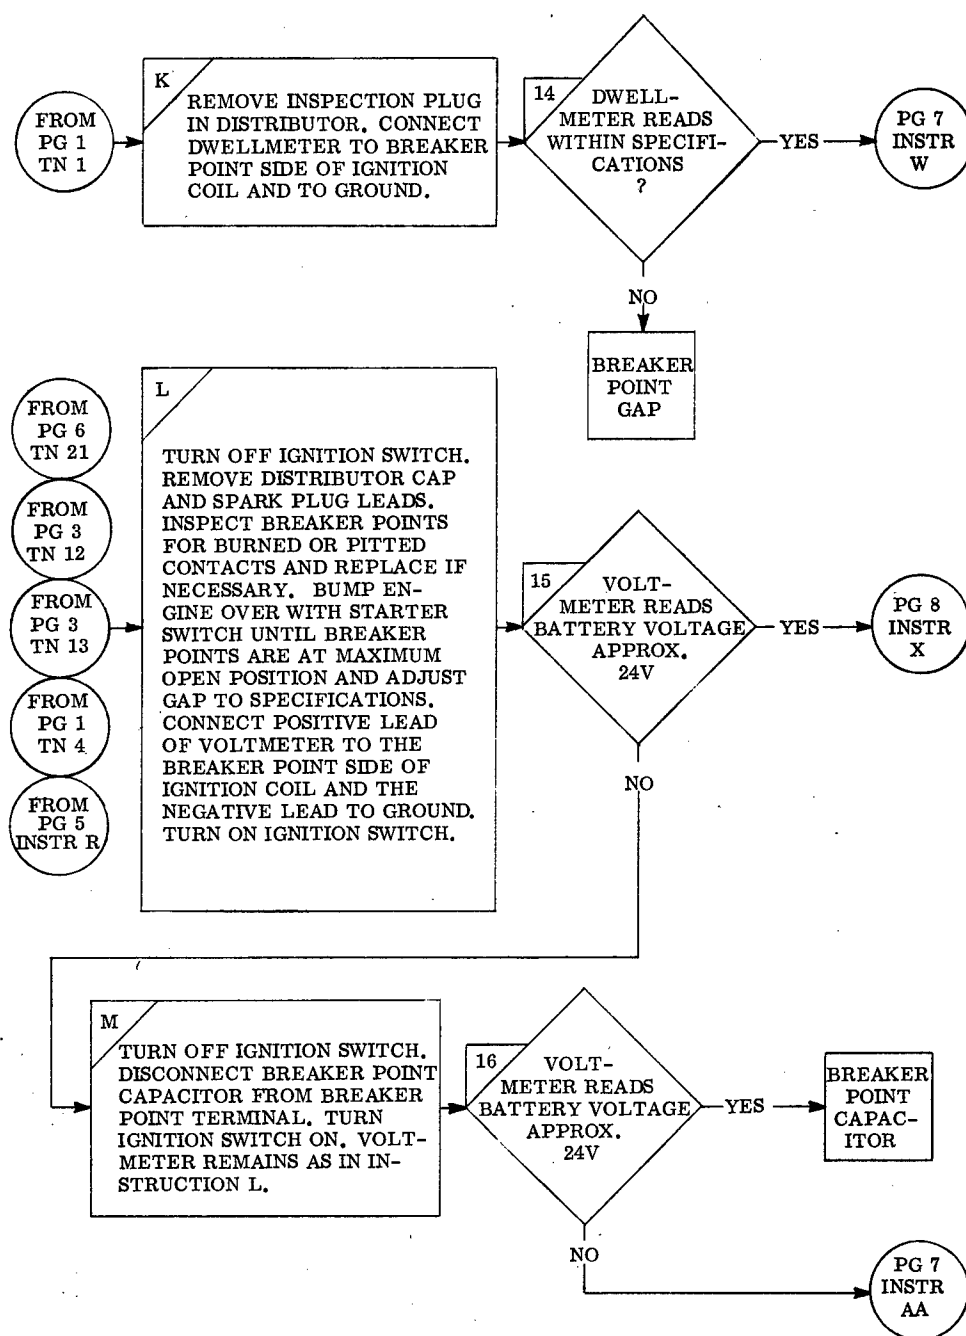 FROM
PG 1
TN 1
K
REMOVE INSPECTION PLUG
IN DISTRIBUTOR. CONNECT
DWELLMETER TO BREAKER
POINT SIDE OF IGNITION
COIL AND TO GROUND.
14
DWELL-
METER READS
WITHIN SPECIFI-
CATIONS
?
YES
PG 7
INSTR
W
NO
BREAKER
POINT
GAP
FROM
PG 6
TN 21
FROM
PG 3
TN 12
FROM
PG 3
TN 13
FROM
PG 1
TN 4
FROM
PG 5
INSTR R
L
TURN OFF IGNITION SWITCH.
REMOVE DISTRIBUTOR CAP
AND SPARK PLUG LEADS.
INSPECT BREAKER POINTS
FOR BURNED OR PITTED
CONTACTS AND REPLACE IF
NECESSARY. BUMP EN-
GINE OVER WITH STARTER
SWITCH UNTIL BREAKER
POINTS ARE AT MAXIMUM
OPEN POSITION AND ADJUST
GAP TO SPECIFICATIONS.
CONNECT POSITIVE LEAD
OF VOLTMETER TO THE
BREAKER POINT SIDE OF
IGNITION COIL AND THE
NEGATIVE LEAD TO GROUND.
TURN ON IGNITION SWITCH.
15
VOLT-
METER READS
BATTERY VOLTAGE
APPROX.
24V
YES
PG 8
INSTR
X
NO
M
TURN OFF IGNITION SWITCH.
DISCONNECT BREAKER POINT
CAPACITOR FROM BREAKER
POINT TERMINAL. TURN
IGNITION SWITCH ON. VOLT-
METER REMAINS AS IN IN-
STRUCTION L.
16
VOLT-
METER READS
BATTERY VOLTAGE
APPROX.
24V
YES
BREAKER
POINT
CAPAC-
ITOR
NO
PG 7
INSTR
AA